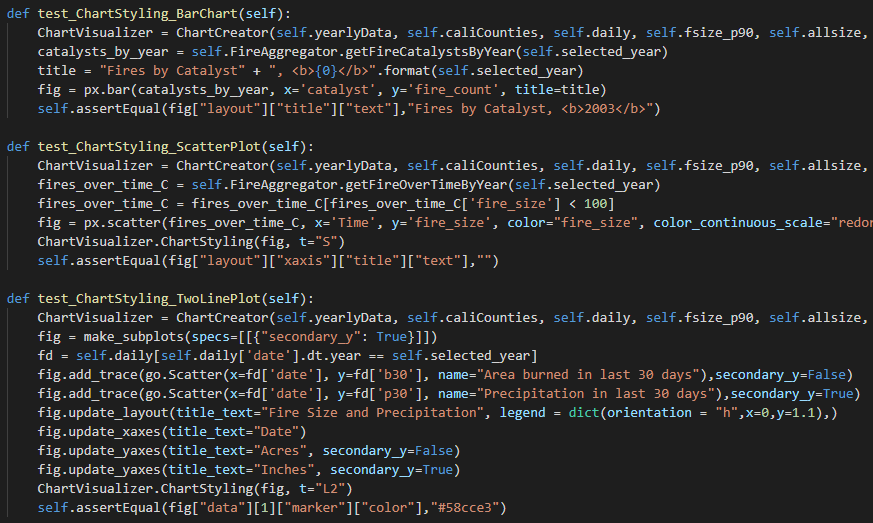 def test_ChartStyling_BarChart(self):
    ChartVisualizer = ChartCreator(self.yearlyData, self.caliCounties, self.daily, self.fsize_p90, self.allsize,
    catalysts_by_year = self.FireAggregator.getFireCatalystsByYear(self.selected_year)
    title = "Fires by Catalyst" + ", <b>{0}</b>".format(self.selected_year)
    fig = px.bar(catalysts_by_year, x='catalyst', y='fire_count', title=title)
    self.assertEqual(fig["layout"]["title"]["text"],"Fires by Catalyst, <b>2003</b>")

def test_ChartStyling_ScatterPlot(self):
    ChartVisualizer = ChartCreator(self.yearlyData, self.caliCounties, self.daily, self.fsize_p90, self.allsize,
    fires_over_time_C = self.FireAggregator.getFireOverTimeByYear(self.selected_year)
    fires_over_time_C = fires_over_time_C[fires_over_time_C['fire_size'] < 100]
    fig = px.scatter(fires_over_time_C, x='Time', y='fire_size', color="fire_size", color_continuous_scale="redor
    ChartVisualizer.ChartStyling(fig, t="S")
    self.assertEqual(fig["layout"]["xaxis"]["title"]["text"],"")

def test_ChartStyling_TwoLinePlot(self):
    ChartVisualizer = ChartCreator(self.yearlyData, self.caliCounties, self.daily, self.fsize_p90, self.allsize,
    fig = make_subplots(specs=[[{"secondary_y": True}]])
    fd = self.daily[self.daily['date'].dt.year == self.selected_year]
    fig.add_trace(go.Scatter(x=fd['date'], y=fd['b30'], name="Area burned in last 30 days"),secondary_y=False)
    fig.add_trace(go.Scatter(x=fd['date'], y=fd['p30'], name="Precipitation in last 30 days"),secondary_y=True)
    fig.update_layout(title_text="Fire Size and Precipitation", legend = dict(orientation = "h",x=0,y=1.1),)
    fig.update_xaxes(title_text="Date")
    fig.update_yaxes(title_text="Acres", secondary_y=False)
    fig.update_yaxes(title_text="Inches", secondary_y=True)
    ChartVisualizer.ChartStyling(fig, t="L2")
    self.assertEqual(fig["data"][1]["marker"]["color"],"#58cce3")